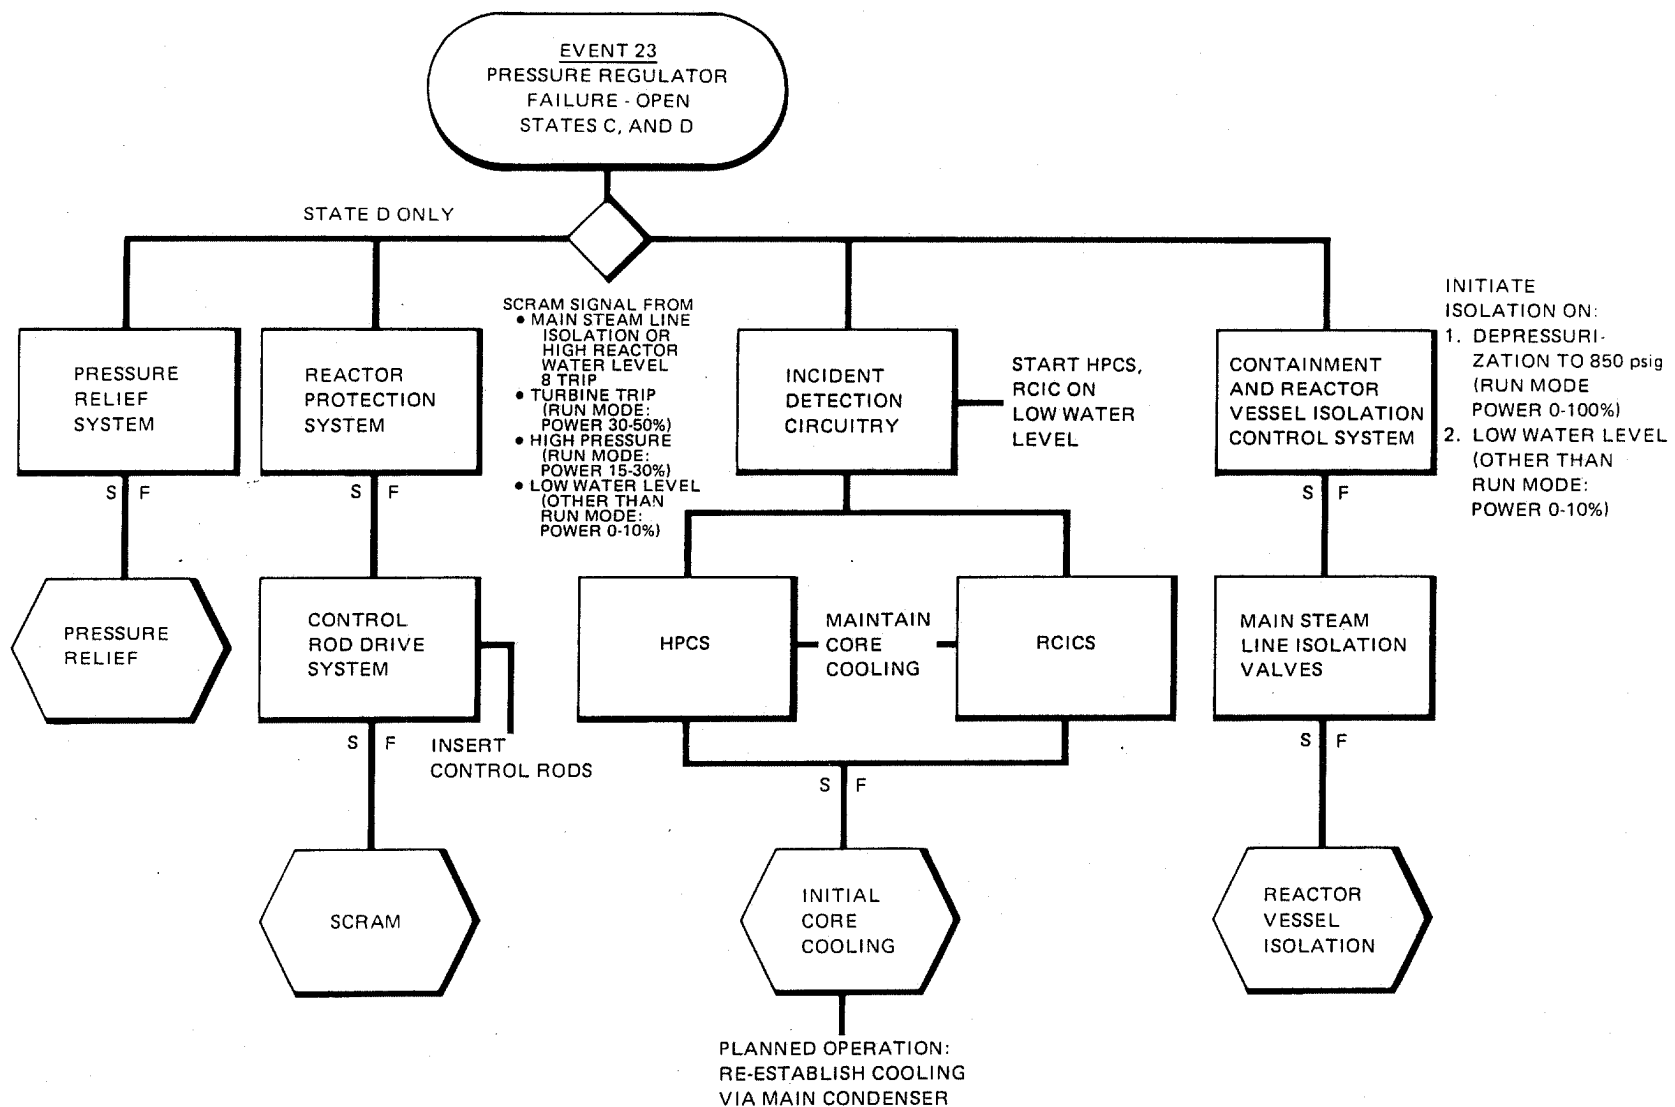 EVENT 23
PRESSURE REGULATOR
FAILURE - OPEN
STATES C, AND D
STATE D ONLY
PRESSURE
RELIEF
SYSTEM
S F
PRESSURE
RELIEF
REACTOR
PROTECTION
SYSTEM
S F
SCRAM SIGNAL FROM
• MAIN STEAM LINE
ISOLATION OR
HIGH REACTOR
WATER LEVEL
8 TRIP
• TURBINE TRIP
(RUN MODE:
POWER 30-50%)
• HIGH PRESSURE
(RUN MODE:
POWER 15-30%)
• LOW WATER LEVEL
(OTHER THAN
RUN MODE:
POWER 0-10%)
CONTROL
ROD DRIVE
SYSTEM
S F
INSERT
CONTROL RODS
SCRAM
INCIDENT
DETECTION
CIRCUITRY
START HPCS,
RCIC ON
LOW WATER
LEVEL
HPCS
MAINTAIN
CORE
COOLING
RCICS
S F
INITIAL
CORE
COOLING
PLANNED OPERATION:
RE-ESTABLISH COOLING
VIA MAIN CONDENSER
CONTAINMENT
AND REACTOR
VESSEL ISOLATION
CONTROL SYSTEM
S F
INITIATE
ISOLATION ON:
1. DEPRESSURI-
ZATION TO 850 psig
(RUN MODE
POWER 0-100%)
2. LOW WATER LEVEL
(OTHER THAN
RUN MODE:
POWER 0-10%)
MAIN STEAM
LINE ISOLATION
VALVES
S F
REACTOR
VESSEL
ISOLATION